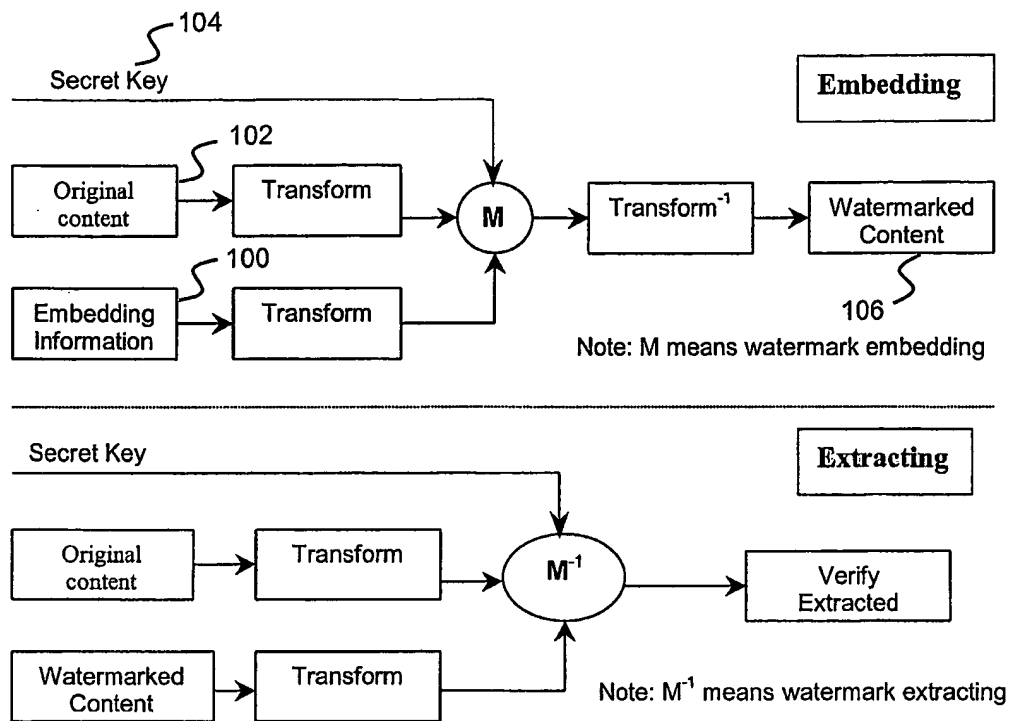 104
Secret Key
Embedding
102
Original
content
Transform
M
Transform⁻¹
Watermarked
Content
100
Embedding
Information
Transform
106
Note: M means watermark embedding
Secret Key
Extracting
Original
content
Transform
M⁻¹
Verify
Extracted
Watermarked
Content
Transform
Note: M⁻¹ means watermark extracting